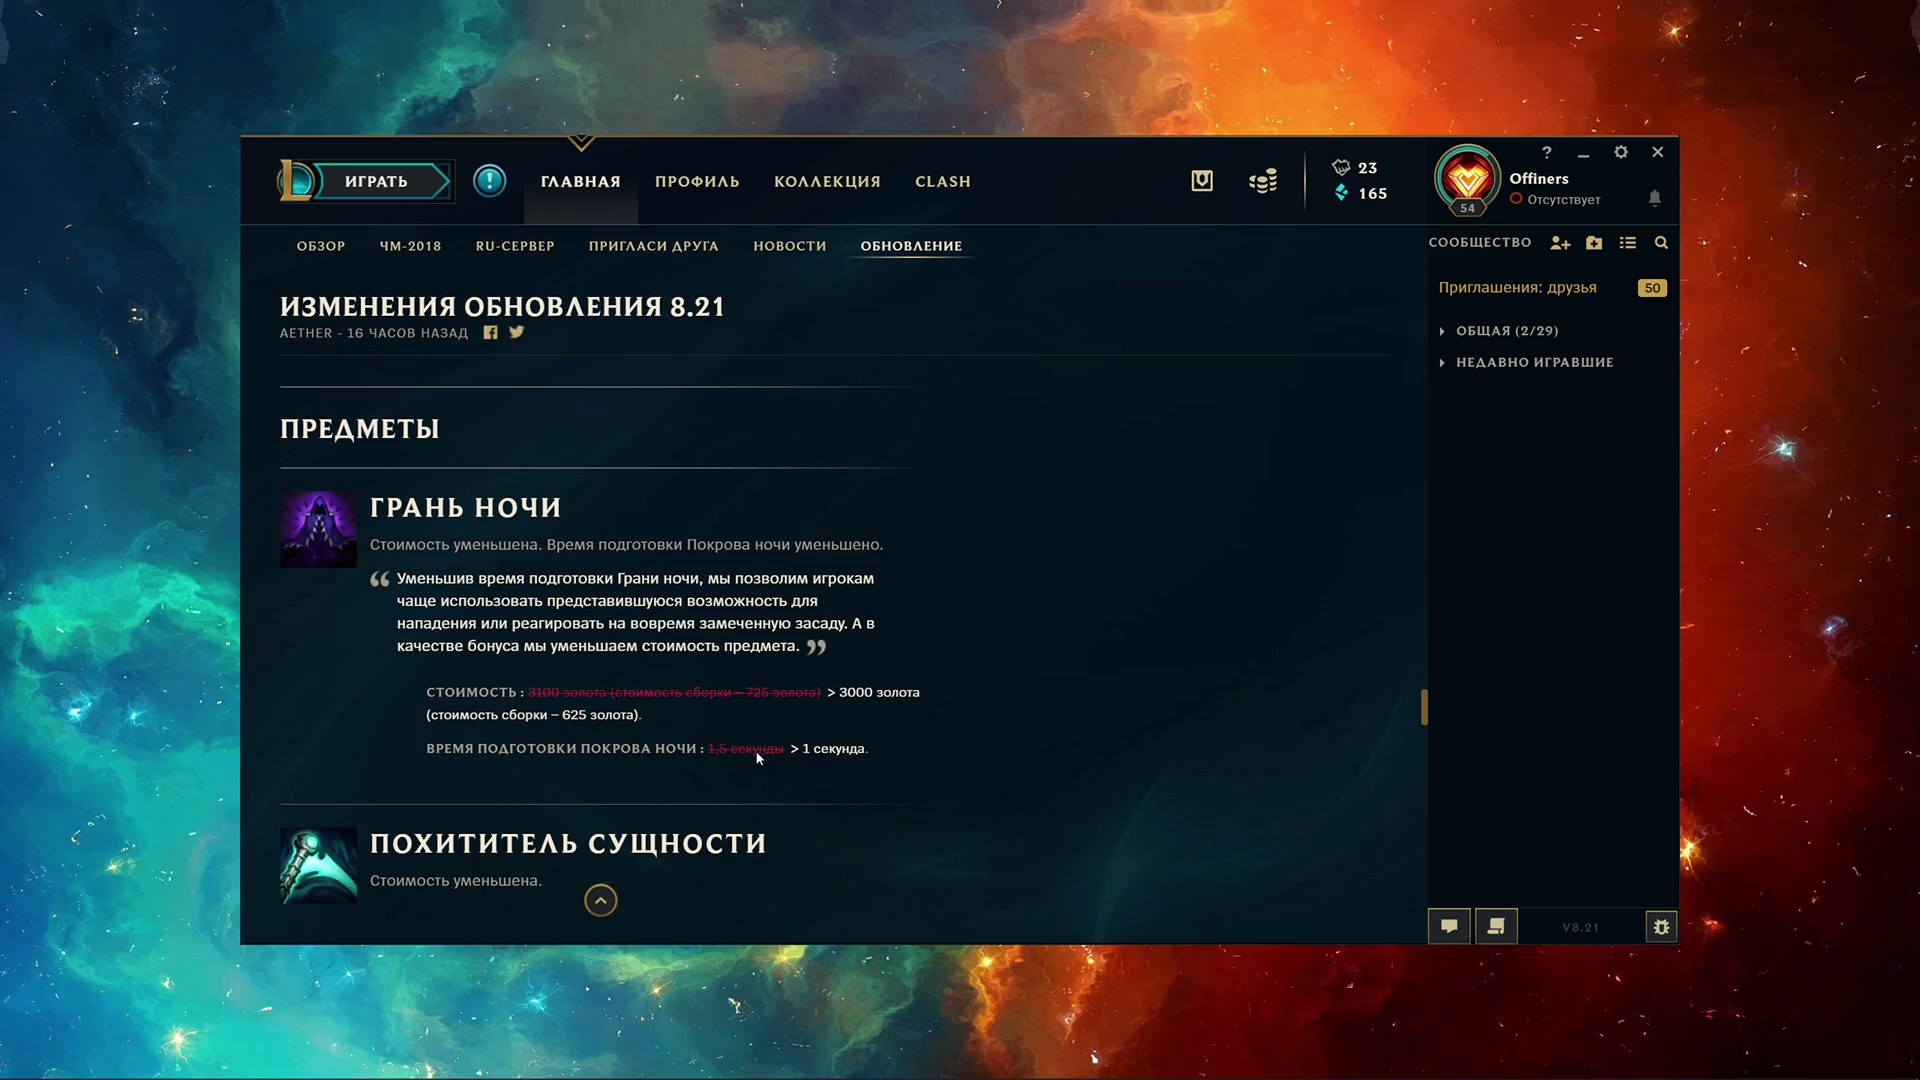 ИГРАТЬ
ГЛАВНАЯ
ПРОФИЛЬ
КОЛЛЕКЦИЯ
CLASH
23
165
?
54
Offiners
Отсутствует
ОБЗОР
ЧМ-2018
RU-СЕРВЕР
ПРИГЛАСИ ДРУГА
НОВОСТИ
ОБНОВЛЕНИЕ
СООБЩЕСТВО
Приглашения: друзья
50
ОБЩАЯ (2/29)
НЕДАВНО ИГРАВШИЕ
ИЗМЕНЕНИЯ ОБНОВЛЕНИЯ 8.21
AETHER - 16 ЧАСОВ НАЗАД
ПРЕДМЕТЫ
ГРАНЬ НОЧИ
Стоимость уменьшена. Время подготовки Покрова ночи уменьшено.
“ Уменьшив время подготовки Грани ночи, мы позволим игрокам
чаще использовать представившуюся возможность для
нападения или реагировать на вовремя замеченную засаду. А в
качестве бонуса мы уменьшаем стоимость предмета. ”
СТОИМОСТЬ : 3100 золота (стоимость сборки – 725 золота) > 3000 золота
(стоимость сборки – 625 золота).
ВРЕМЯ ПОДГОТОВКИ ПОКРОВА НОЧИ : 1,5 секунды > 1 секунда.
ПОХИТИТЕЛЬ СУЩНОСТИ
Стоимость уменьшена.
V8.21